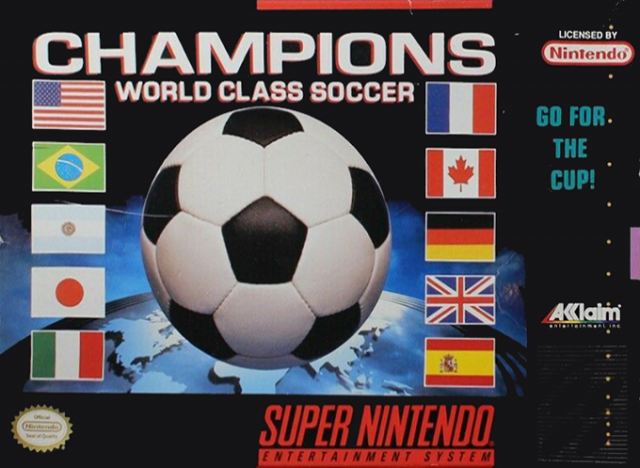 CHAMPIONS
WORLD CLASS SOCCER
LICENSED BY
Nintendo®
GO FOR
THE
CUP!
AKlaim
entertainment inc.
Official
Nintendo
Seal of Quality
SUPER NINTENDO
ENTERTAINMENT SYSTEM